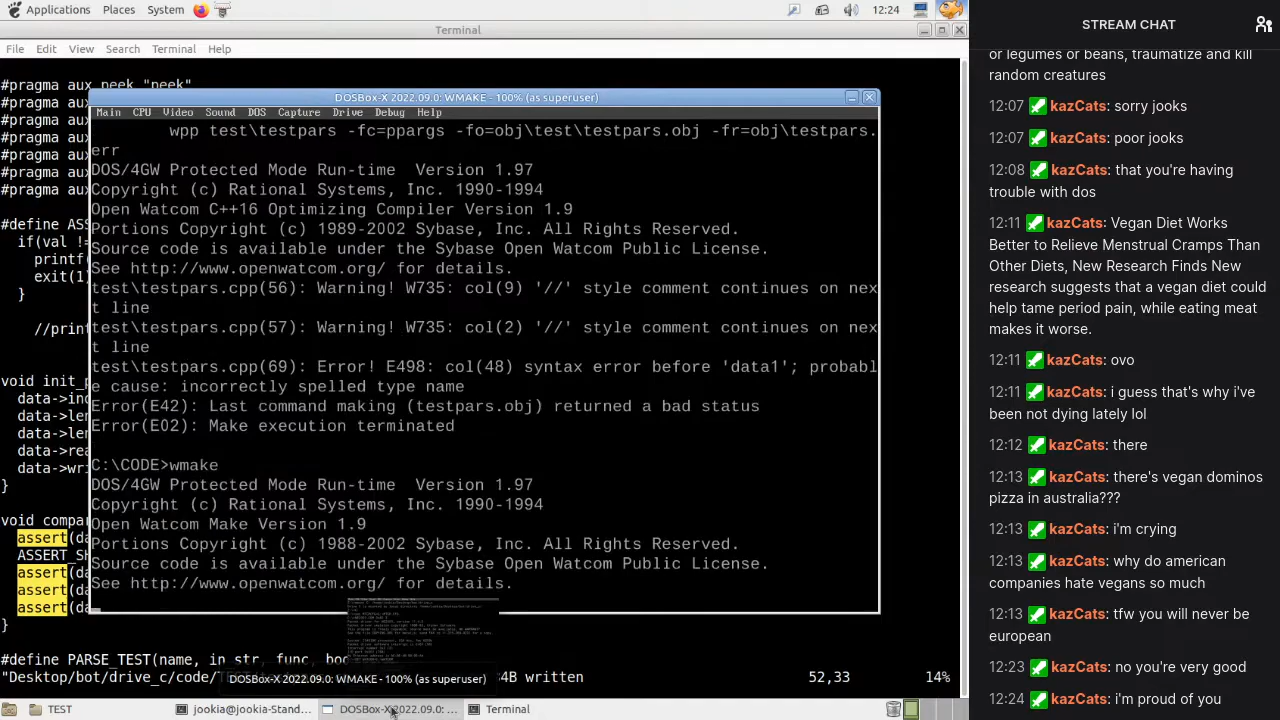 Applications Places System 12:24
Terminal
File Edit View Search Terminal Help
#pragma aux peek "peek"
#pragma aux
#pragma aux
#pragma aux
#pragma aux
#pragma aux
#pragma aux
#define ASS
if(val !=
printf
exit(1)
}
//print
void init_p
data->ind
data->len
data->len
data->rea
data->wri
}
void compar
assert(da
ASSERT_SH
assert(da
assert(da
assert(da
}
#define PARSE_TEST(name, in_str, func, boo
"Desktop/bot/drive_c/code/ 4B written 52,33 14%
DOSBox-X 2022.09.0: WMAKE - 100% (as superuser)
Main CPU Video Sound DOS Capture Drive Debug Help
wpp test\testpars -fc=ppargs -fo=obj\test\testpars.obj -fr=obj\testpars.
err
DOS/4GW Protected Mode Run-time Version 1.97
Copyright (c) Rational Systems, Inc. 1990-1994
Open Watcom C++16 Optimizing Compiler Version 1.9
Portions Copyright (c) 1989-2002 Sybase, Inc. All Rights Reserved.
Source code is available under the Sybase Open Watcom Public License.
See http://www.openwatcom.org/ for details.
test\testpars.cpp(56): Warning! W735: col(9) '//' style comment continues on nex
t line
test\testpars.cpp(57): Warning! W735: col(2) '//' style comment continues on nex
t line
test\testpars.cpp(69): Error! E498: col(48) syntax error before 'data1'; probabl
e cause: incorrectly spelled type name
Error(E42): Last command making (testpars.obj) returned a bad status
Error(E02): Make execution terminated
C:\CODE>wmake
DOS/4GW Protected Mode Run-time Version 1.97
Copyright (c) Rational Systems, Inc. 1990-1994
Open Watcom Make Version 1.9
Portions Copyright (c) 1988-2002 Sybase, Inc. All Rights Reserved.
Source code is available under the Sybase Open Watcom Public License.
See http://www.openwatcom.org/ for details.
DOSBox-X 2022.09.0: WMAKE - 100% (as superuser)
TEST jookia@jookia:Stand... DOSBox-X 2022.09.0: ... Terminal
STREAM CHAT
or legumes or beans, traumatize and kill
random creatures
12:07 kazCats: sorry jooks
12:07 kazCats: poor jooks
12:08 kazCats: that you're having
trouble with dos
12:11 kazCats: Vegan Diet Works
Better to Relieve Menstrual Cramps Than
Other Diets, New Research Finds New
research suggests that a vegan diet could
help tame period pain, while eating meat
makes it worse.
12:11 kazCats: ovo
12:11 kazCats: i guess that's why i've
been not dying lately lol
12:12 kazCats: there
12:13 kazCats: there's vegan dominos
pizza in australia???
12:13 kazCats: i'm crying
12:13 kazCats: why do american
companies hate vegans so much
12:13 kazCats: tfw you will never be
european
12:23 kazCats: no you're very good
12:24 kazCats: i'm proud of you